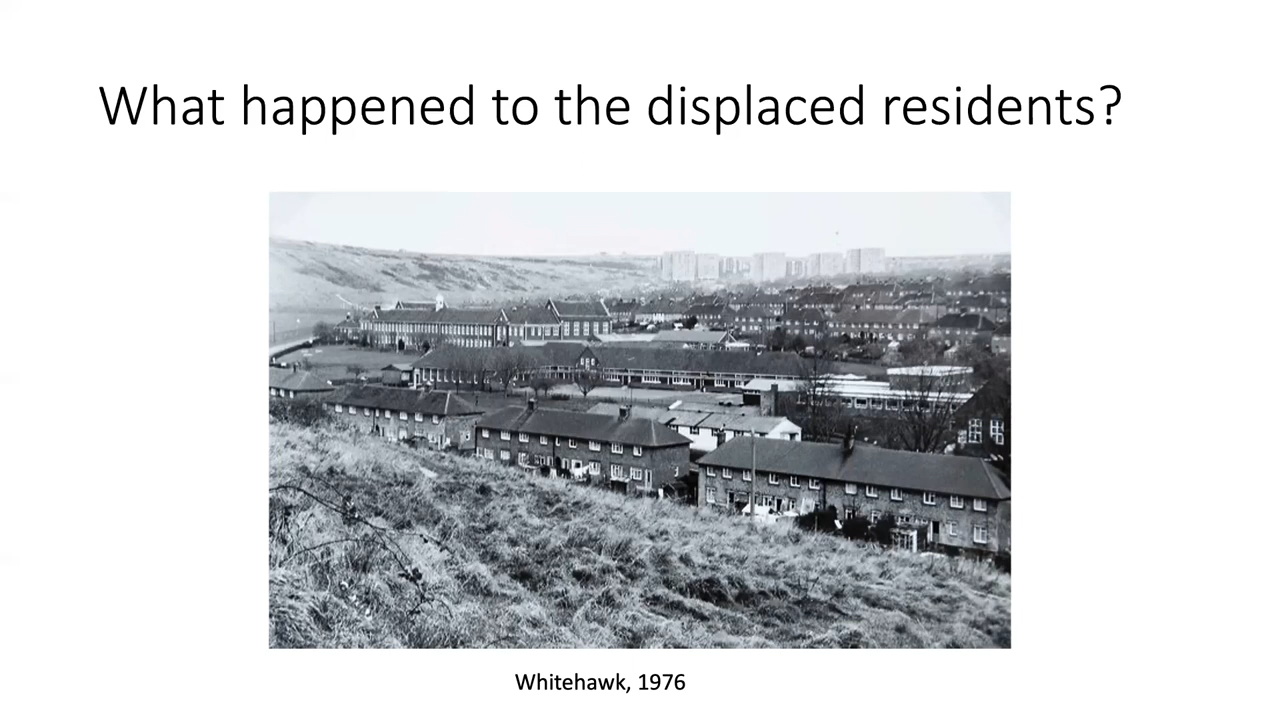 What happened to the displaced residents?
Whitehawk, 1976